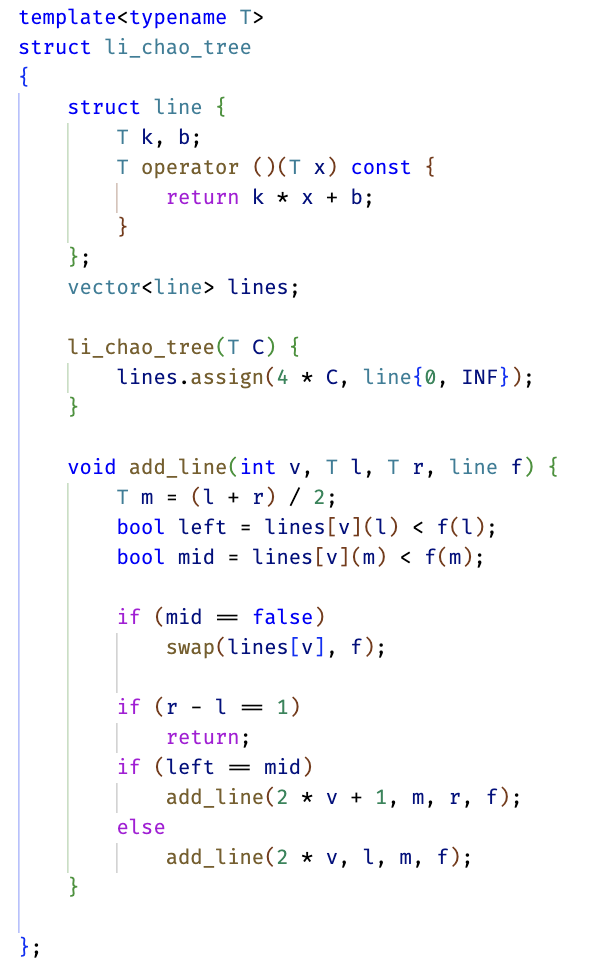 template<typename T>
struct li_chao_tree
{
    struct line {
        T k, b;
        T operator ()(T x) const {
            return k * x + b;
        }
    };
    vector<line> lines;

    li_chao_tree(T C) {
        lines.assign(4 * C, line{0, INF});
    }

    void add_line(int v, T l, T r, line f) {
        T m = (l + r) / 2;
        bool left = lines[v](l) < f(l);
        bool mid = lines[v](m) < f(m);

        if (mid == false)
            swap(lines[v], f);

        if (r - l == 1)
            return;
        if (left == mid)
            add_line(2 * v + 1, m, r, f);
        else
            add_line(2 * v, l, m, f);
    }

};